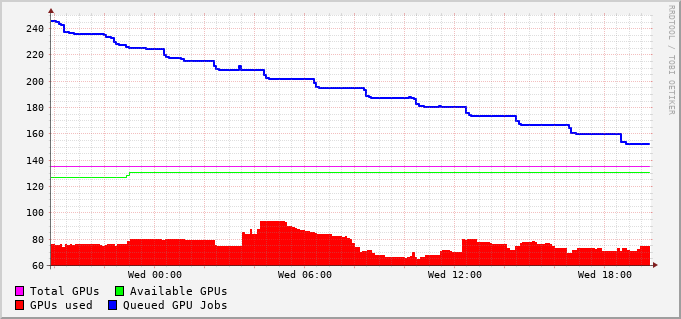 RRDTOOL / TOBI OETIKER
240
220
200
180
160
140
120
100
80
60
Wed 00:00 Wed 06:00 Wed 12:00 Wed 18:00
Total GPUs Available GPUs
GPUs used Queued GPU Jobs